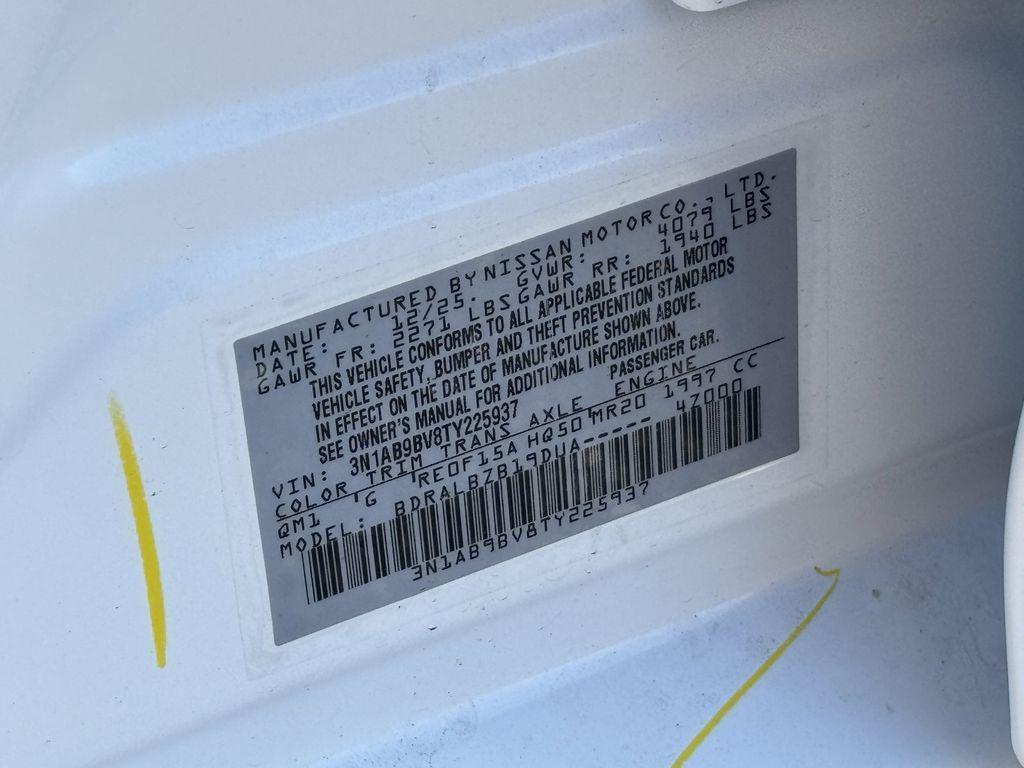 MANUFACTURED BY NISSAN MOTOR CO., LTD.
DATE: 12/25. GVWR: 4079 LBS
GAWR FR: 2571 LBS GAWR RR: 1940 LBS
THIS VEHICLE CONFORMS TO ALL APPLICABLE FEDERAL MOTOR
VEHICLE SAFETY, BUMPER AND THEFT PREVENTION STANDARDS
IN EFFECT ON THE DATE OF MANUFACTURE SHOWN ABOVE.
SEE OWNER'S MANUAL FOR ADDITIONAL INFORMATION.
VIN: 3N1AB9BV8TY225937 PASSENGER CAR.
COLOR TRIM TRANS AXLE ENGINE
QM1 'G 'RE0F15A HQ50 'MR20 1997 CC
MODEL: BDRALBZB19DUA------ 47000
3N1AB9BV8TY225937